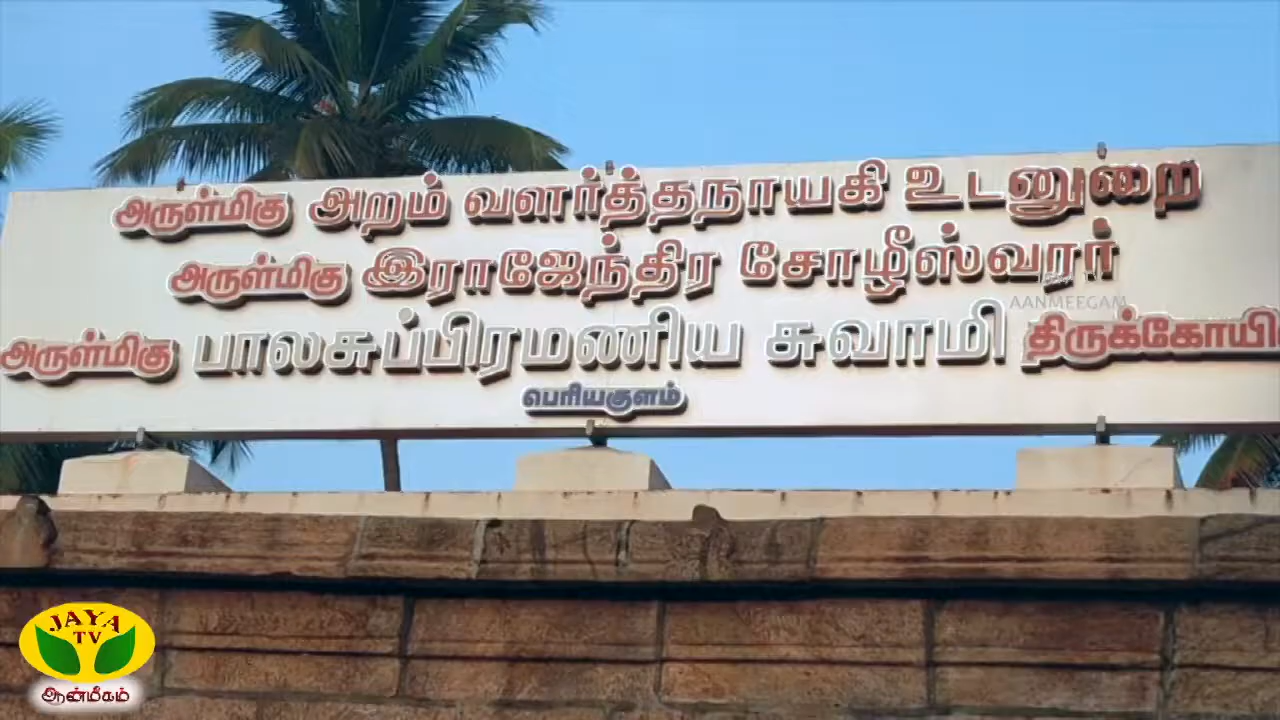 அருள்மிகு அறம் வளர்த்தநாயகி உடனுறை
அருள்மிகு இராஜேந்திர சோழீஸ்வரர்
அருள்மிகு பாலசுப்பிரமணிய சுவாமி திருக்கோயி
பெரியகுளம்
AANMEEGAM
JAYA
TV
ஆன்மீகம்